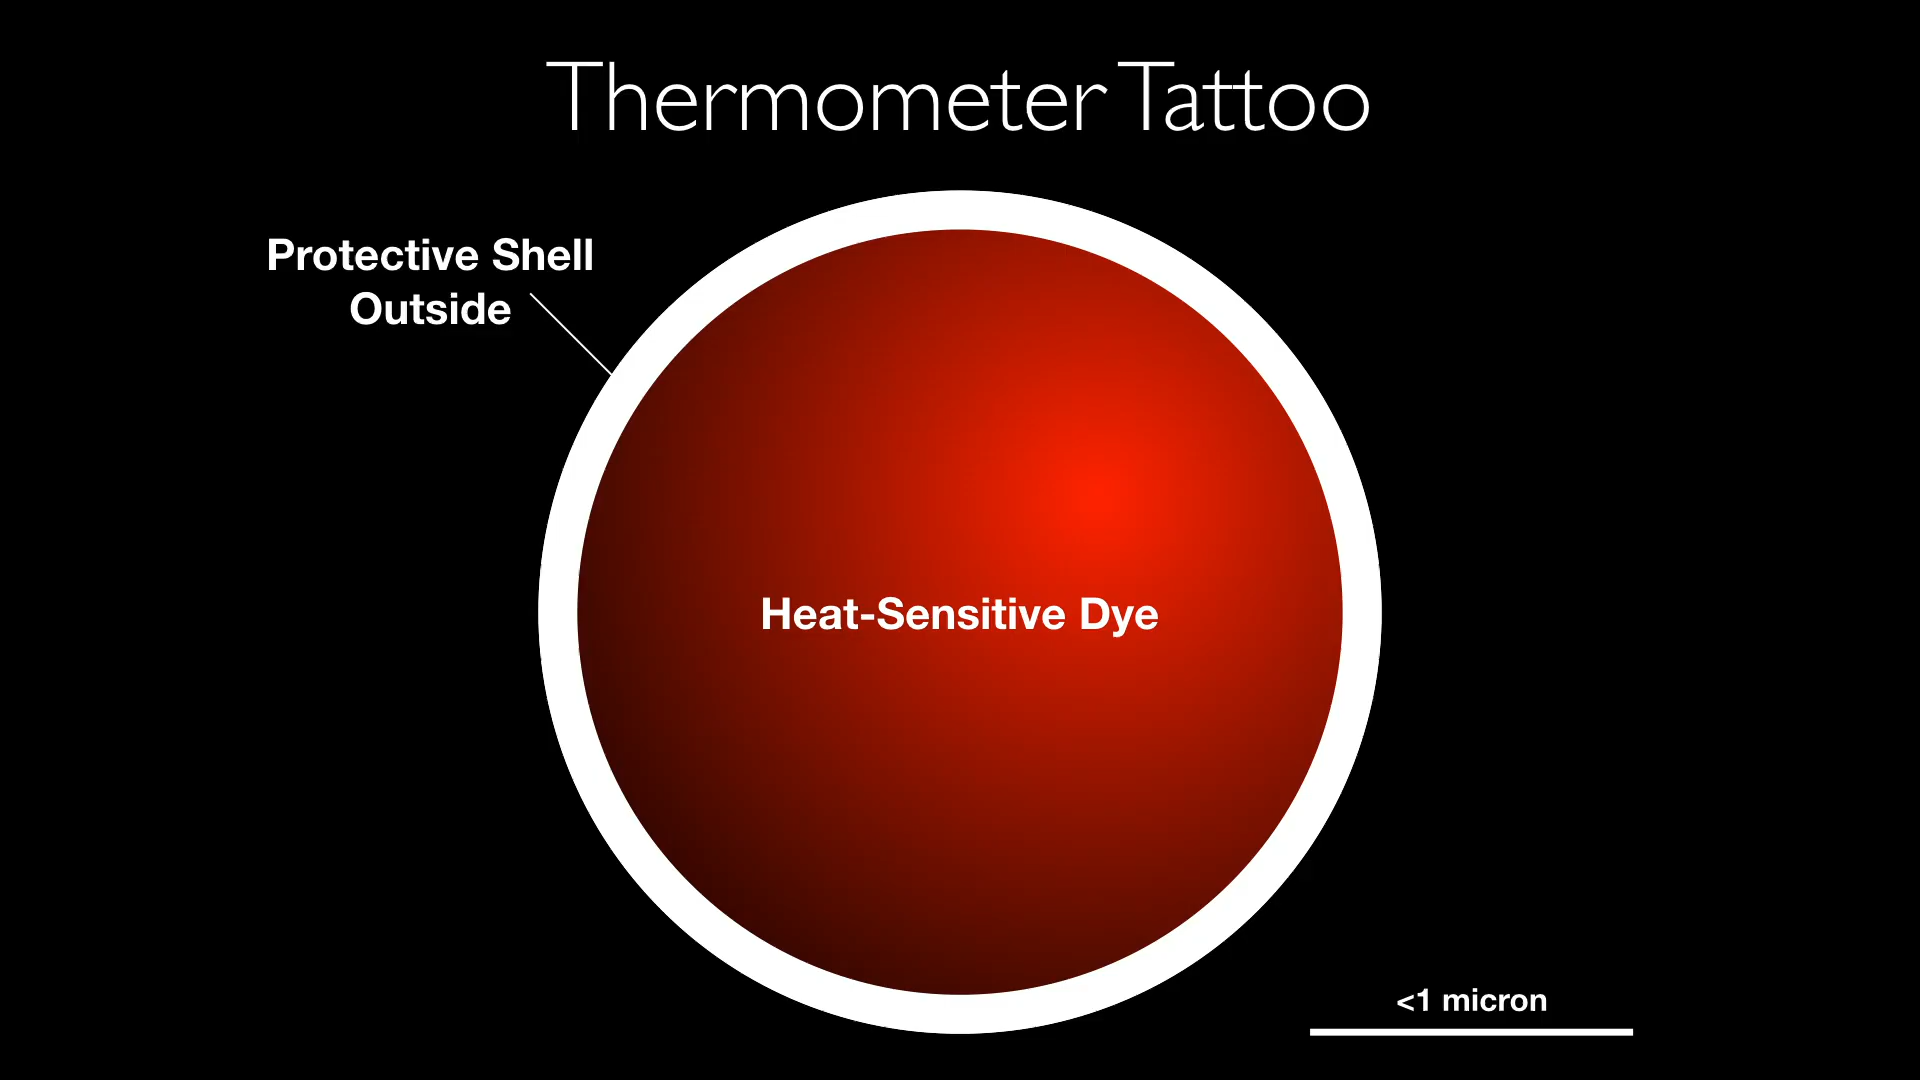 Thermometer Tattoo
Protective Shell
Outside
Heat-Sensitive Dye
<1 micron